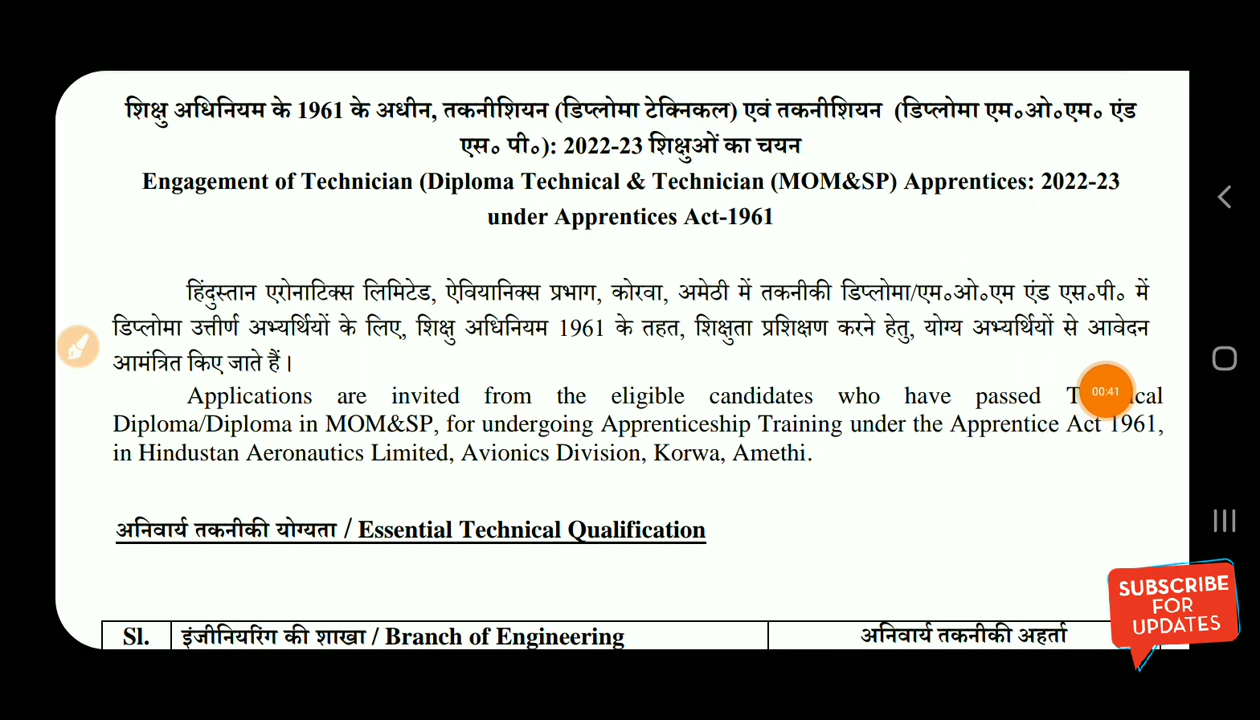 शिक्षु अधिनियम के 1961 के अधीन, तकनीशियन (डिप्लोमा टेक्निकल) एवं तकनीशियन (डिप्लोमा एम॰ओ॰एम॰ एंड
एस॰ पी॰): 2022-23 शिक्षुओं का चयन
Engagement of Technician (Diploma Technical & Technician (MOM&SP) Apprentices: 2022-23
under Apprentices Act-1961
हिंदुस्तान एरोनाटिक्स लिमिटेड, ऐवियानिक्स प्रभाग, कोरवा, अमेठी में तकनीकी डिप्लोमा/एम॰ओ॰एम एंड एस॰पी॰ में
डिप्लोमा उत्तीर्ण अभ्यर्थियों के लिए, शिक्षु अधिनियम 1961 के तहत, शिक्षुता प्रशिक्षण करने हेतु, योग्य अभ्यर्थियों से आवेदन
आमंत्रित किए जाते हैं।
Applications are invited from the eligible candidates who have passed
00:41
Diploma/Diploma in MOM&SP, for undergoing Apprenticeship Training under the Apprentice Act 1961,
in Hindustan Aeronautics Limited, Avionics Division, Korwa, Amethi.
अनिवार्य तकनीकी योग्यता / Essential Technical Qualification
Sl. इंजीनियरिंग की शाखा / Branch of Engineering अनिवार्य तकनीकी अहर्ता
SUBSCRIBE
FOR
UPDATES